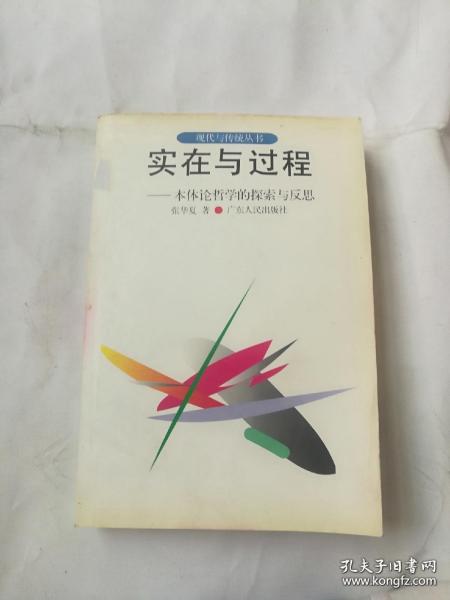 现代与传统丛书
实在与过程
——本体论哲学的探索与反思
张华夏 著 ● 广东人民出版社
孔夫子旧书网
www.kongfz.com